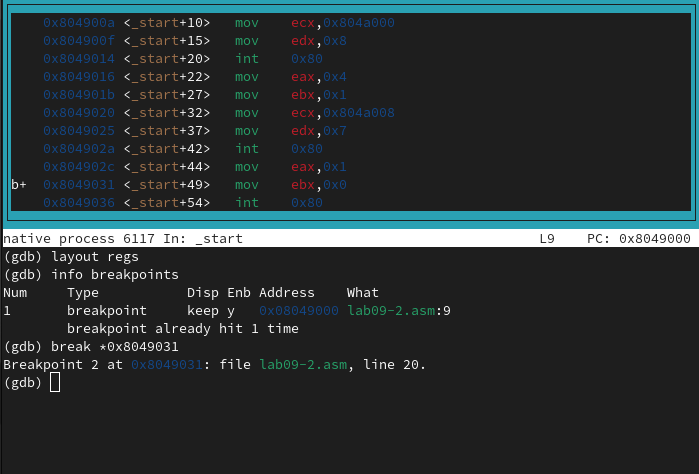 0x804900a <_start+10> mov ecx,0x804a000
0x804900f <_start+15> mov edx,0x8
0x8049014 <_start+20> int 0x80
0x8049016 <_start+22> mov eax,0x4
0x804901b <_start+27> mov ebx,0x1
0x8049020 <_start+32> mov ecx,0x804a008
0x8049025 <_start+37> mov edx,0x7
0x804902a <_start+42> int 0x80
0x804902c <_start+44> mov eax,0x1
b+ 0x8049031 <_start+49> mov ebx,0x0
0x8049036 <_start+54> int 0x80
native process 6117 In: _start L9 PC: 0x8049000
(gdb) layout regs
(gdb) info breakpoints
Num Type Disp Enb Address What
1 breakpoint keep y 0x08049000 lab09-2.asm:9
breakpoint already hit 1 time
(gdb) break *0x8049031
Breakpoint 2 at 0x8049031: file lab09-2.asm, line 20.
(gdb)